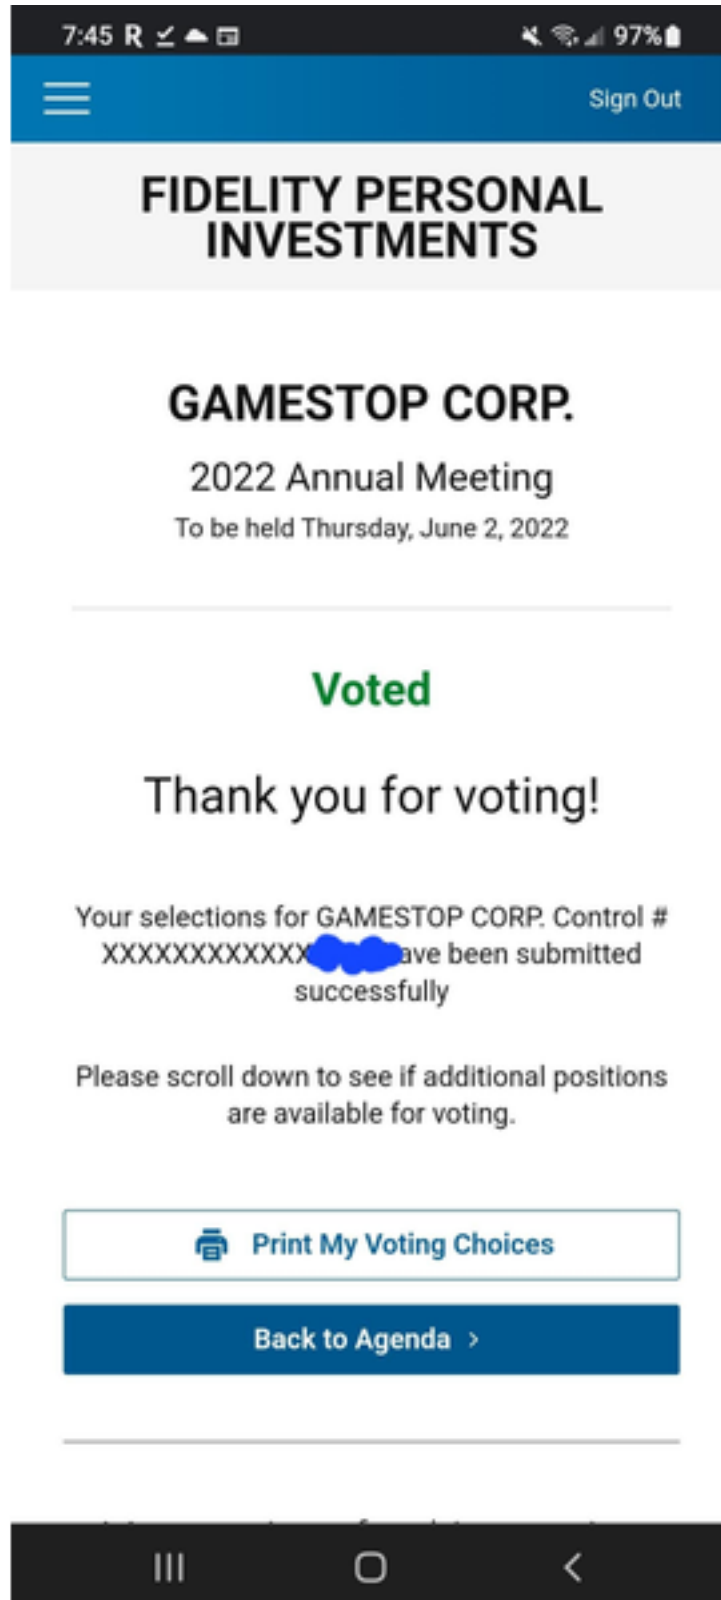 7:45 R 97%
Sign Out
FIDELITY PERSONAL
INVESTMENTS
GAMESTOP CORP.
2022 Annual Meeting
To be held Thursday, June 2, 2022
Voted
Thank you for voting!
Your selections for GAMESTOP CORP. Control #
XXXXXXXXXXXX ave been submitted
successfully
Please scroll down to see if additional positions
are available for voting.
Print My Voting Choices
Back to Agenda >